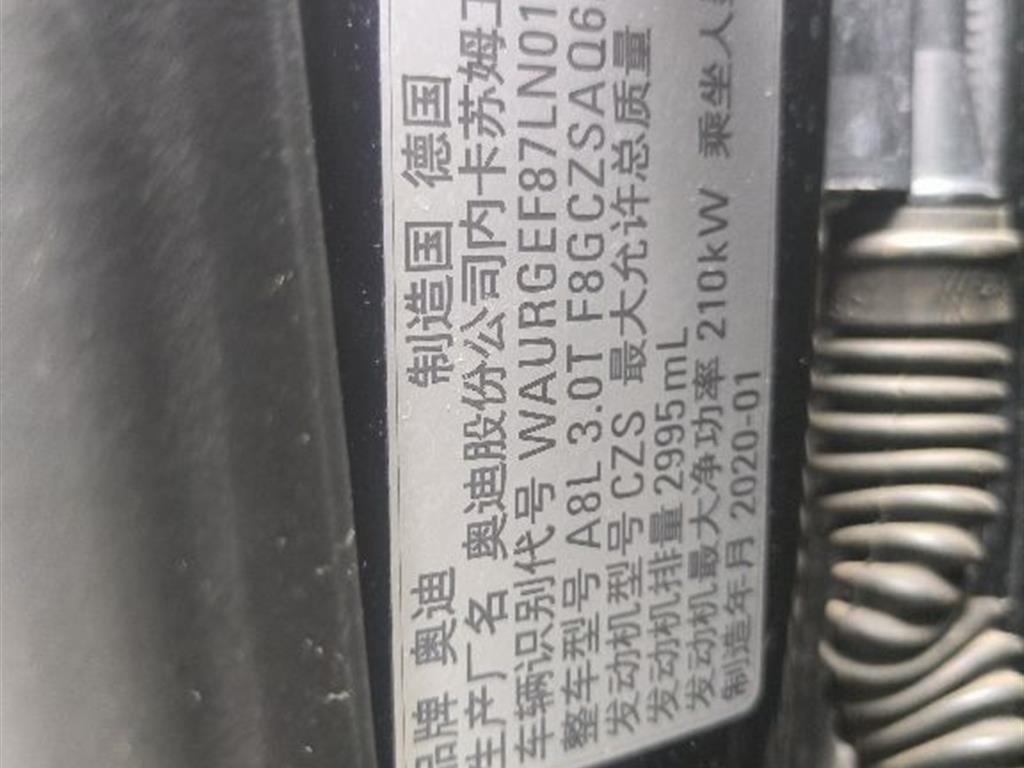 品牌 奥迪 制造国 德国
生产厂名 奥迪股份公司内卡苏姆工
车辆识别代号 WAURGEF87LN01
整车型号 A8L 3.0T F8GCZSAQ6
发动机型号 CZS 最大允许总质量
发动机排量 2995mL
发动机最大净功率 210kW 乘坐人
制造年月 2020-01